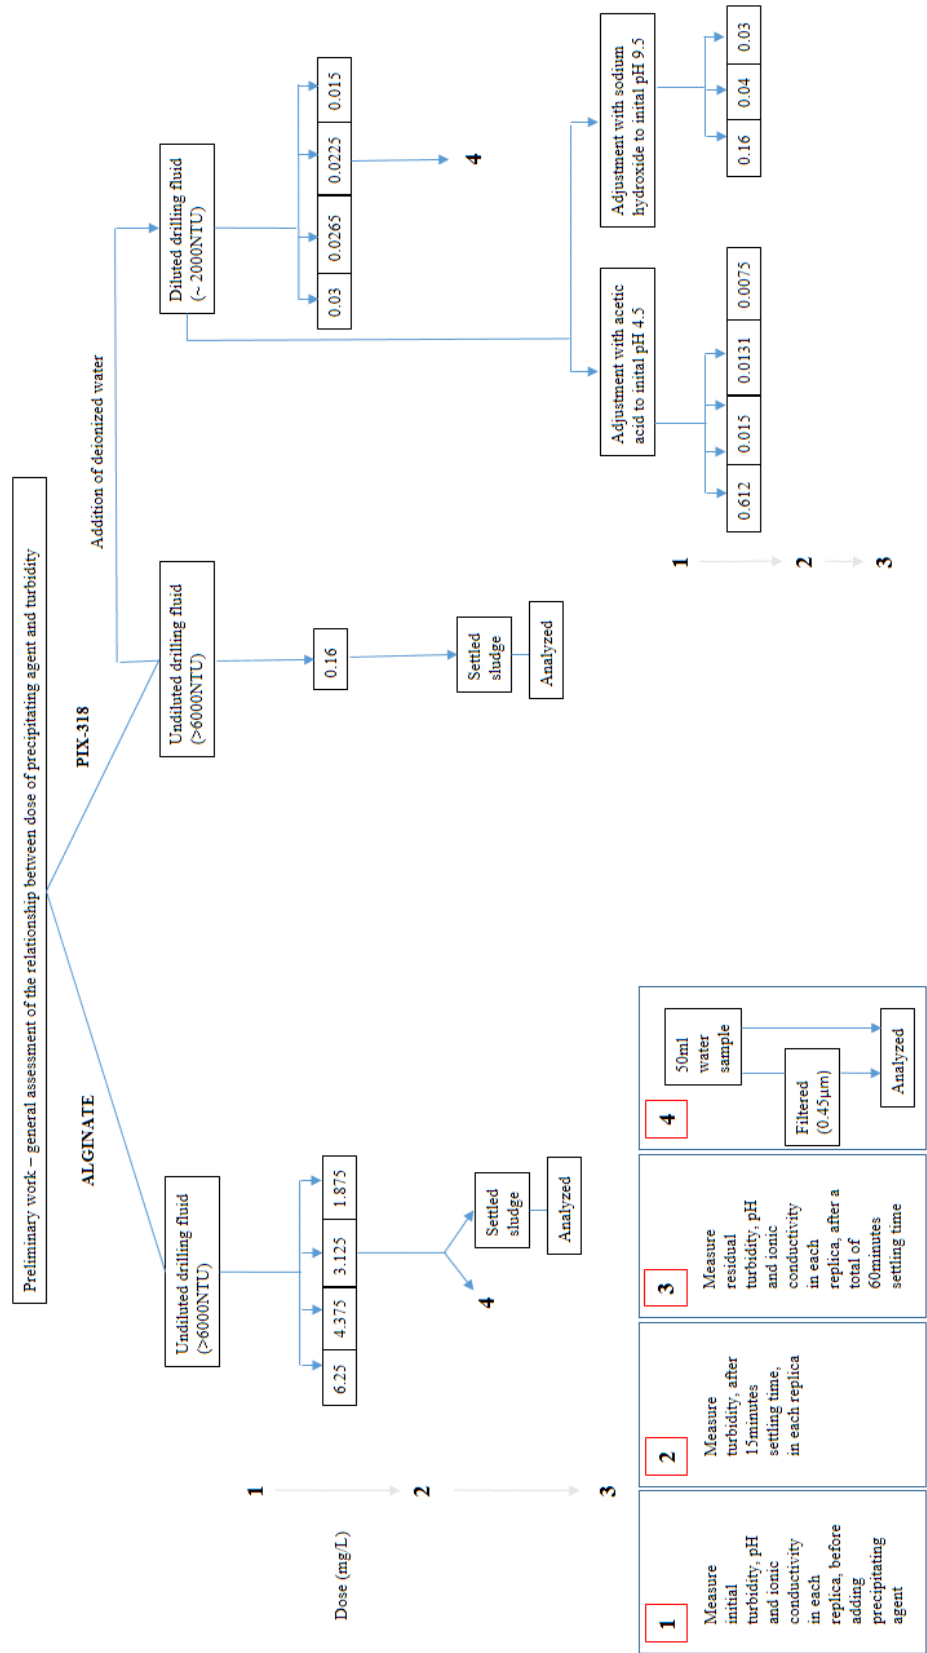 Preliminary work – general assessment of the relationship between dose of precipitating agent and turbidity
ALGINATE
PIX-318
Addition of deionized water
Undiluted drilling fluid
(>6000NTU)
Undiluted drilling fluid
(>6000NTU)
Diluted drilling fluid
(~ 2000NTU)
1
Dose (mg/L)
6.25 4.375 3.125 1.875
0.16
0.03 0.0265 0.0225 0.015
2
4
Settled
sludge
Analyzed
Settled
sludge
Analyzed
4
3
Adjustment with acetic
acid to inital pH 4.5
Adjustment with sodium
hydroxide to inital pH 9.5
1
0.612 0.015 0.0131 0.0075
0.16 0.04 0.03
2
3
1
Measure
initial
turbidity, pH
and ionic
conductivity
in each
replica, before
adding
precipitating
agent
2
Measure
turbidity, after
15minutes
settling time,
in each replica
3
Measure
residual
turbidity, pH
and ionic
conductivity
in each
replica, after a
total of
60minutes
settling time
4
50ml
water
sample
Filtered
(0.45µm)
Analyzed